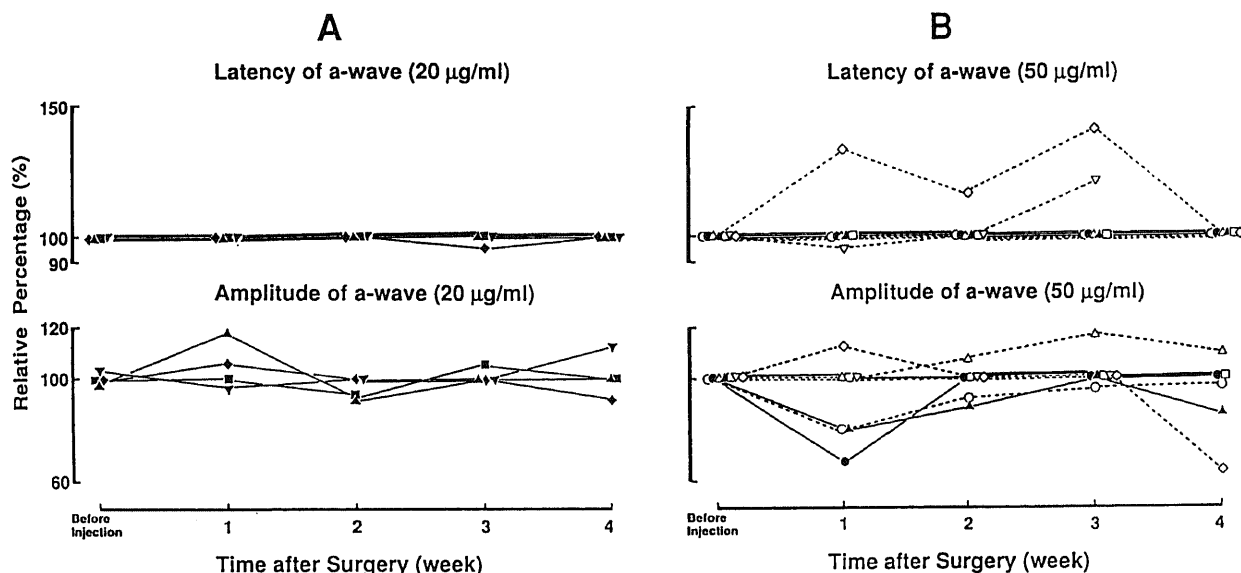 A
B
Latency of a-wave (20 μg/ml)
Latency of a-wave (50 μg/ml)
150
100
90
Relative Percentage (%)
Amplitude of a-wave (20 μg/ml)
Amplitude of a-wave (50 μg/ml)
120
100
60
Before
Injection
1
2
3
4
Before
Injection
1
2
3
4
Time after Surgery (week)
Time after Surgery (week)